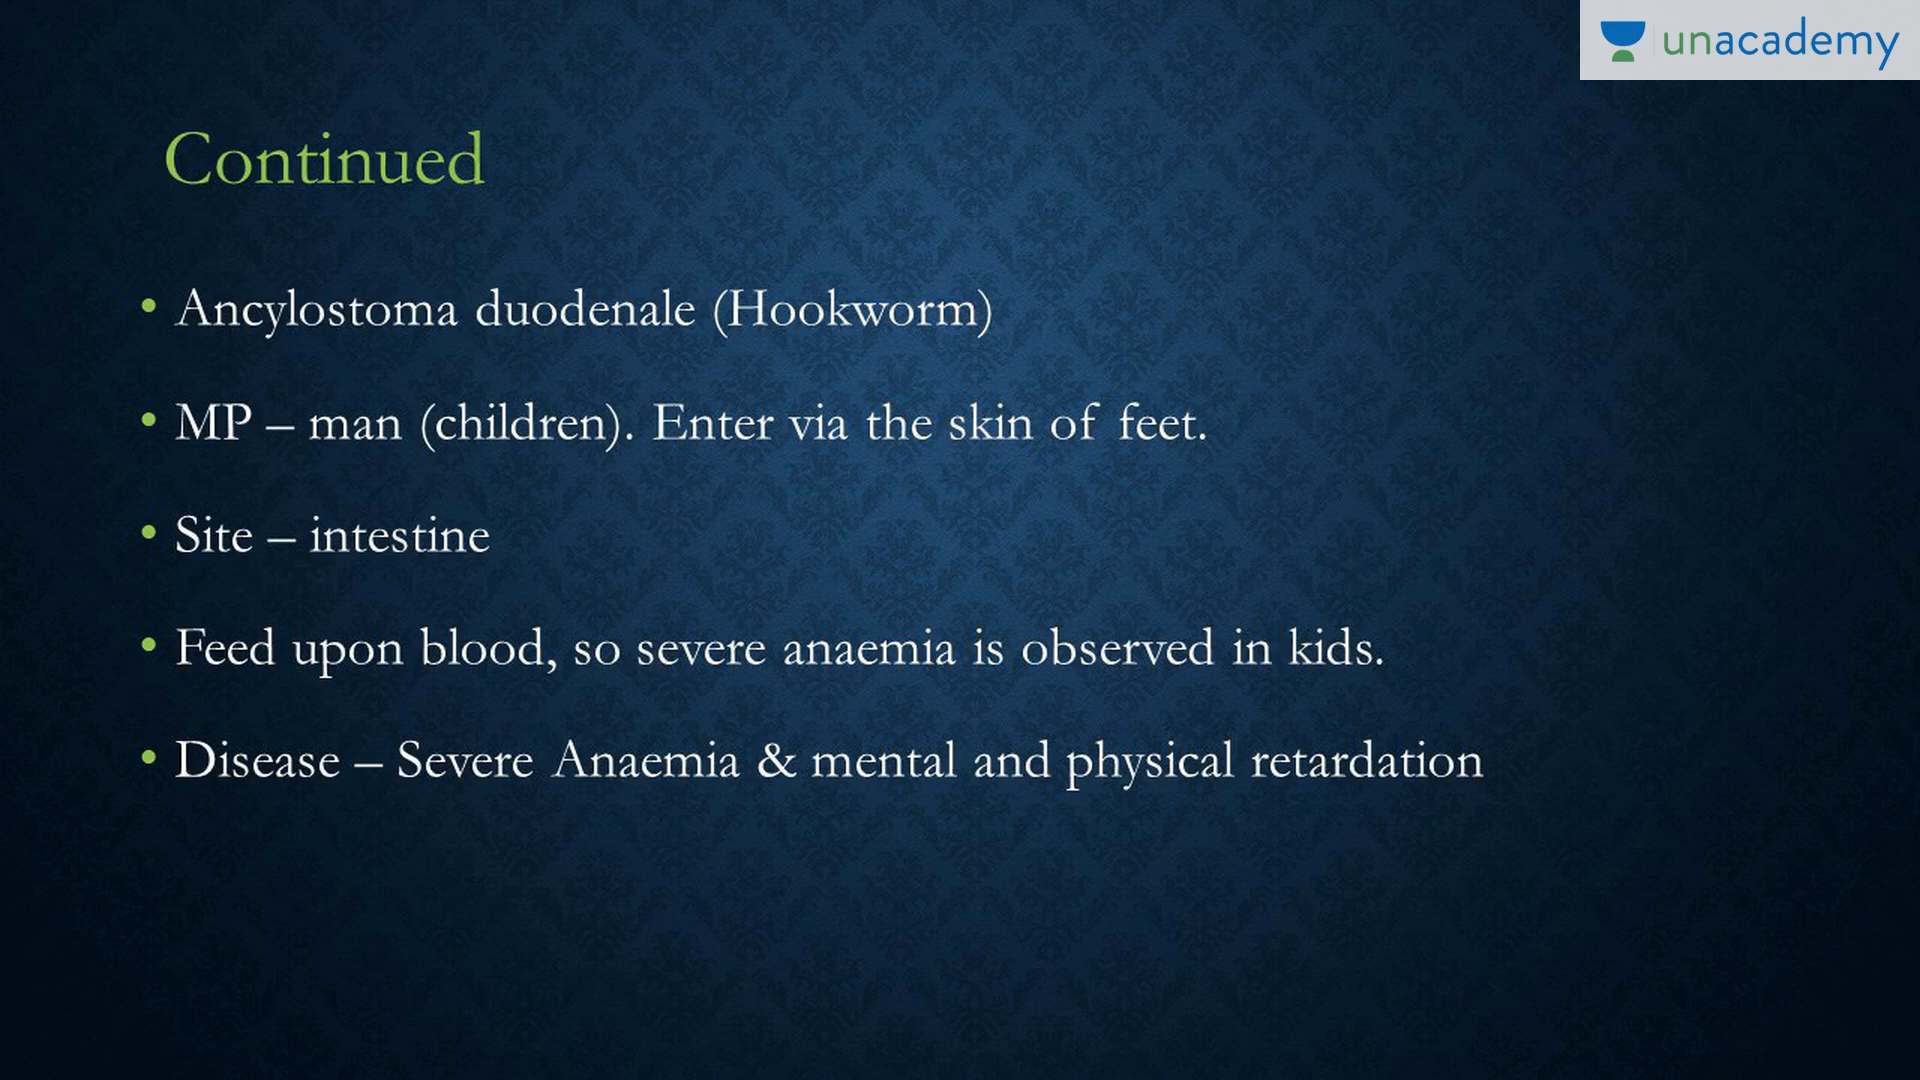 unacademy
Continued
• Ancylostoma duodenale (Hookworm)
• MP – man (children). Enter via the skin of feet.
• Site – intestine
• Feed upon blood, so severe anaemia is observed in kids.
• Disease – Severe Anaemia & mental and physical retardation